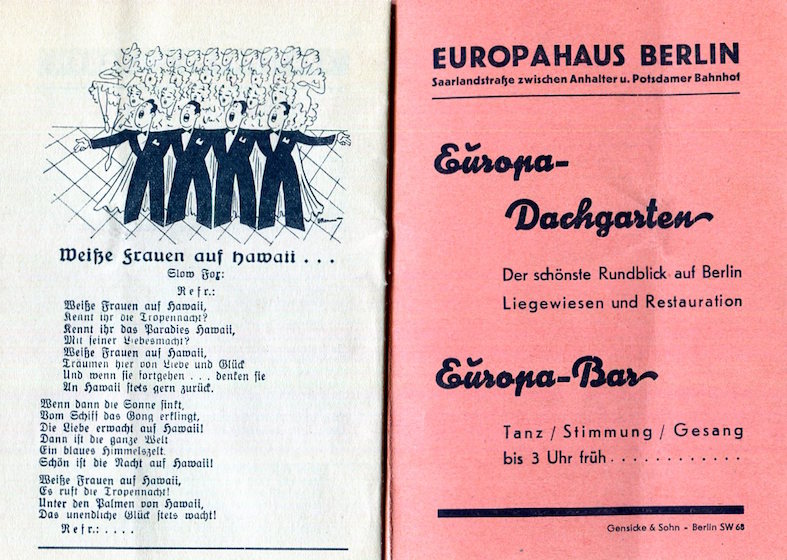 Weiße Frauen auf Hawaii . . .
Slow Fox:
Refr.:
Weiße Frauen auf Hawaii,
Kennt ihr die Tropennacht?
Kennt ihr das Paradies Hawaii,
Mit seiner Liebesmacht?
Weiße Frauen auf Hawaii,
Träumen hier von Liebe und Glück
Und wenn sie fortgehen . . . denken sie
An Hawaii stets gern zurück.
Wenn dann die Sonne sinkt,
Vom Schiff das Gong erklingt,
Die Liebe erwacht auf Hawaii!
Dann ist die ganze Welt
Ein blaues Himmelszelt.
Schön ist die Nacht auf Hawaii!
Weiße Frauen auf Hawaii,
Es ruft die Tropennacht!
Unter den Palmen von Hawaii,
Das unendliche Glück stets wacht!
Refr.: . . . .
EUROPAHAUS BERLIN
Saarlandstraße zwischen Anhalter u. Potsdamer Bahnhof
Europa-
Dachgarten
Der schönste Rundblick auf Berlin
Liegewiesen und Restauration
Europa-Bar
Tanz / Stimmung / Gesang
bis 3 Uhr früh . . . . . . . . . . . .
Gensicke & Sohn - Berlin SW 68